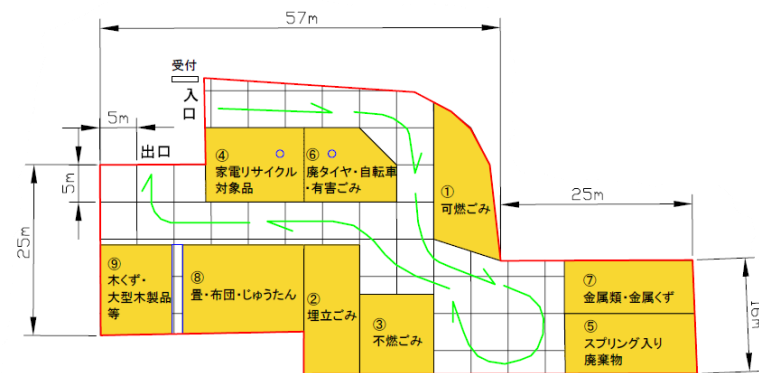 57m
受付
入口
5m
出口
5m
25m
④
家電リサイクル
対象品
⑥
廃タイヤ・自転車
・有害ごみ
①
可燃ごみ
25m
⑨
木くず・
大型木製品
等
⑧
畳・布団・じゅうたん
②
埋立ごみ
③
不燃ごみ
⑦
金属類・金属くず
⑤
スプリング入り
廃棄物
16m